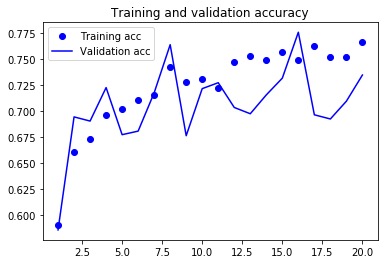 Training and validation accuracy
Training acc
Validation acc
0.775
0.750
0.725
0.700
0.675
0.650
0.625
0.600
2.5 5.0 7.5 10.0 12.5 15.0 17.5 20.0